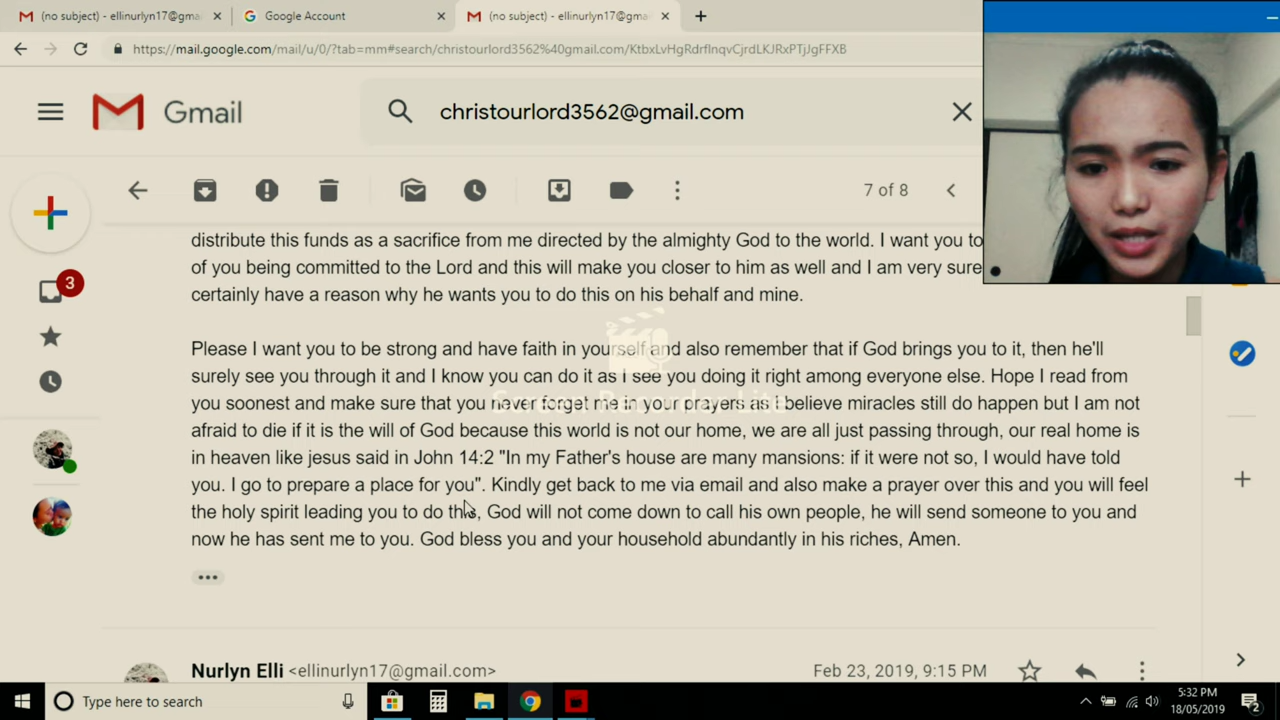 (no subject) - ellinurlyn17@gmai
Google Account
(no subject) - ellinurlyn17@gma
https://mail.google.com/mail/u/0/?tab=mm#search/christourlord3562%40gmail.com/KtbxLvHgRdrfInqvCjrdLKJRxPTjJgFFXB
Gmail
christourlord3562@gmail.com
7 of 8
3
distribute this funds as a sacrifice from me directed by the almighty God to the world. I want you to
of you being committed to the Lord and this will make you closer to him as well and I am very sure
certainly have a reason why he wants you to do this on his behalf and mine.
Please I want you to be strong and have faith in yourself and also remember that if God brings you to it, then he'll
surely see you through it and I know you can do it as I see you doing it right among everyone else. Hope I read from
you soonest and make sure that you never forget me in your prayers as I believe miracles still do happen but I am not
afraid to die if it is the will of God because this world is not our home, we are all just passing through, our real home is
in heaven like jesus said in John 14:2 "In my Father's house are many mansions: if it were not so, I would have told
you. I go to prepare a place for you". Kindly get back to me via email and also make a prayer over this and you will feel
the holy spirit leading you to do this, God will not come down to call his own people, he will send someone to you and
now he has sent me to you. God bless you and your household abundantly in his riches, Amen.
Screen Recorder Lite
Nurlyn Elli <ellinurlyn17@gmail.com>
Feb 23, 2019, 9:15 PM
Type here to search
5:32 PM
18/05/2019
2